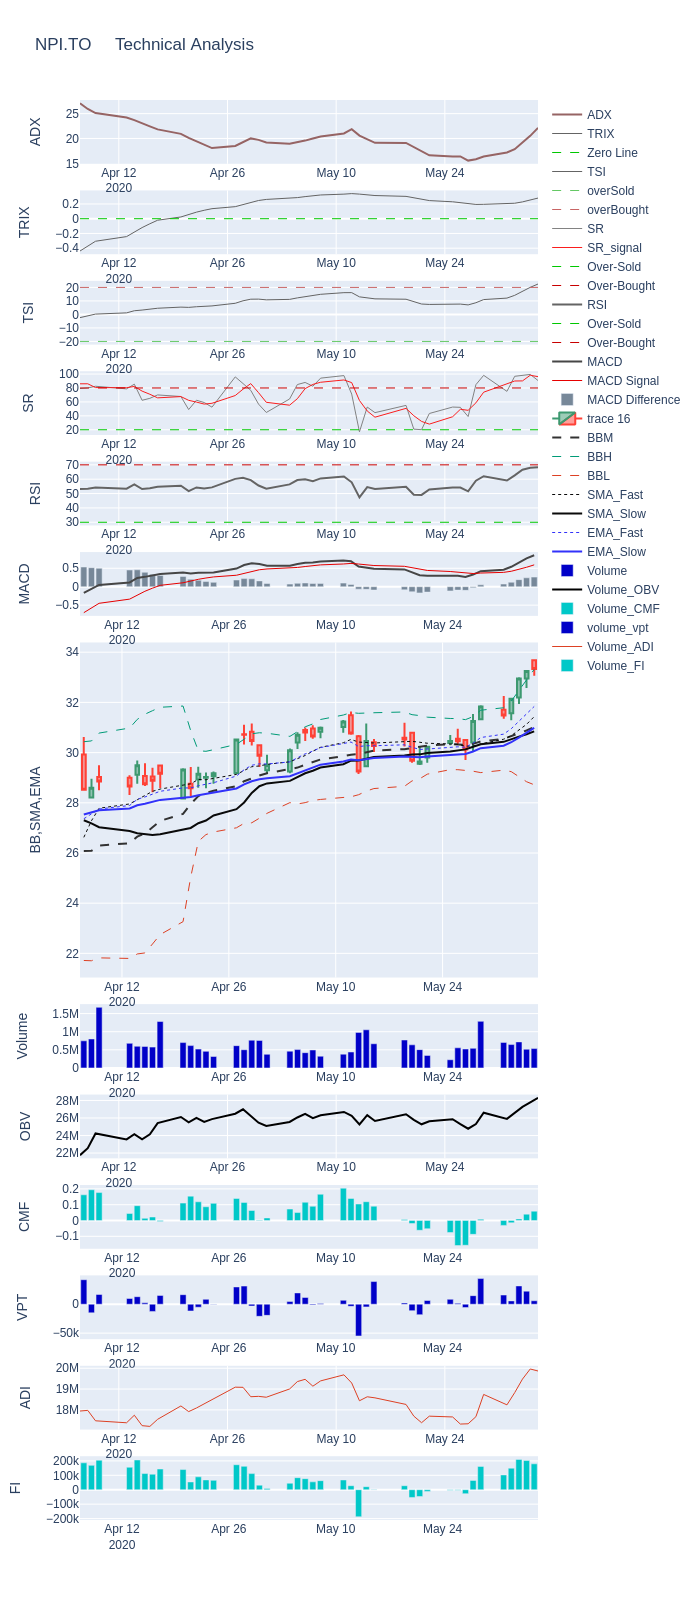 NPI.TO Technical Analysis
ADX
25
20
15
Apr 12
2020
Apr 26
May 10
May 24
TRIX
0.2
0
−0.2
−0.4
Apr 12
2020
Apr 26
May 10
May 24
TSI
20
10
0
−10
−20
Apr 12
2020
Apr 26
May 10
May 24
SR
100
80
60
40
20
Apr 12
2020
Apr 26
May 10
May 24
RSI
70
60
50
40
30
Apr 12
2020
Apr 26
May 10
May 24
MACD
0.5
0
−0.5
Apr 12
2020
Apr 26
May 10
May 24
BB,SMA,EMA
34
32
30
28
26
24
22
Apr 12
2020
Apr 26
May 10
May 24
Volume
1.5M
1M
0.5M
0
Apr 12
2020
Apr 26
May 10
May 24
OBV
28M
26M
24M
22M
Apr 12
2020
Apr 26
May 10
May 24
CMF
0.2
0.1
0
−0.1
Apr 12
2020
Apr 26
May 10
May 24
VPT
0
−50k
Apr 12
2020
Apr 26
May 10
May 24
ADI
20M
19M
18M
Apr 12
2020
Apr 26
May 10
May 24
FI
200k
100k
0
−100k
−200k
Apr 12
2020
Apr 26
May 10
May 24
ADX
TRIX
Zero Line
TSI
overSold
overBought
SR
SR_signal
Over-Sold
Over-Bought
RSI
Over-Sold
Over-Bought
MACD
MACD Signal
MACD Difference
trace 16
BBM
BBH
BBL
SMA_Fast
SMA_Slow
EMA_Fast
EMA_Slow
Volume
Volume_OBV
Volume_CMF
volume_vpt
Volume_ADI
Volume_FI